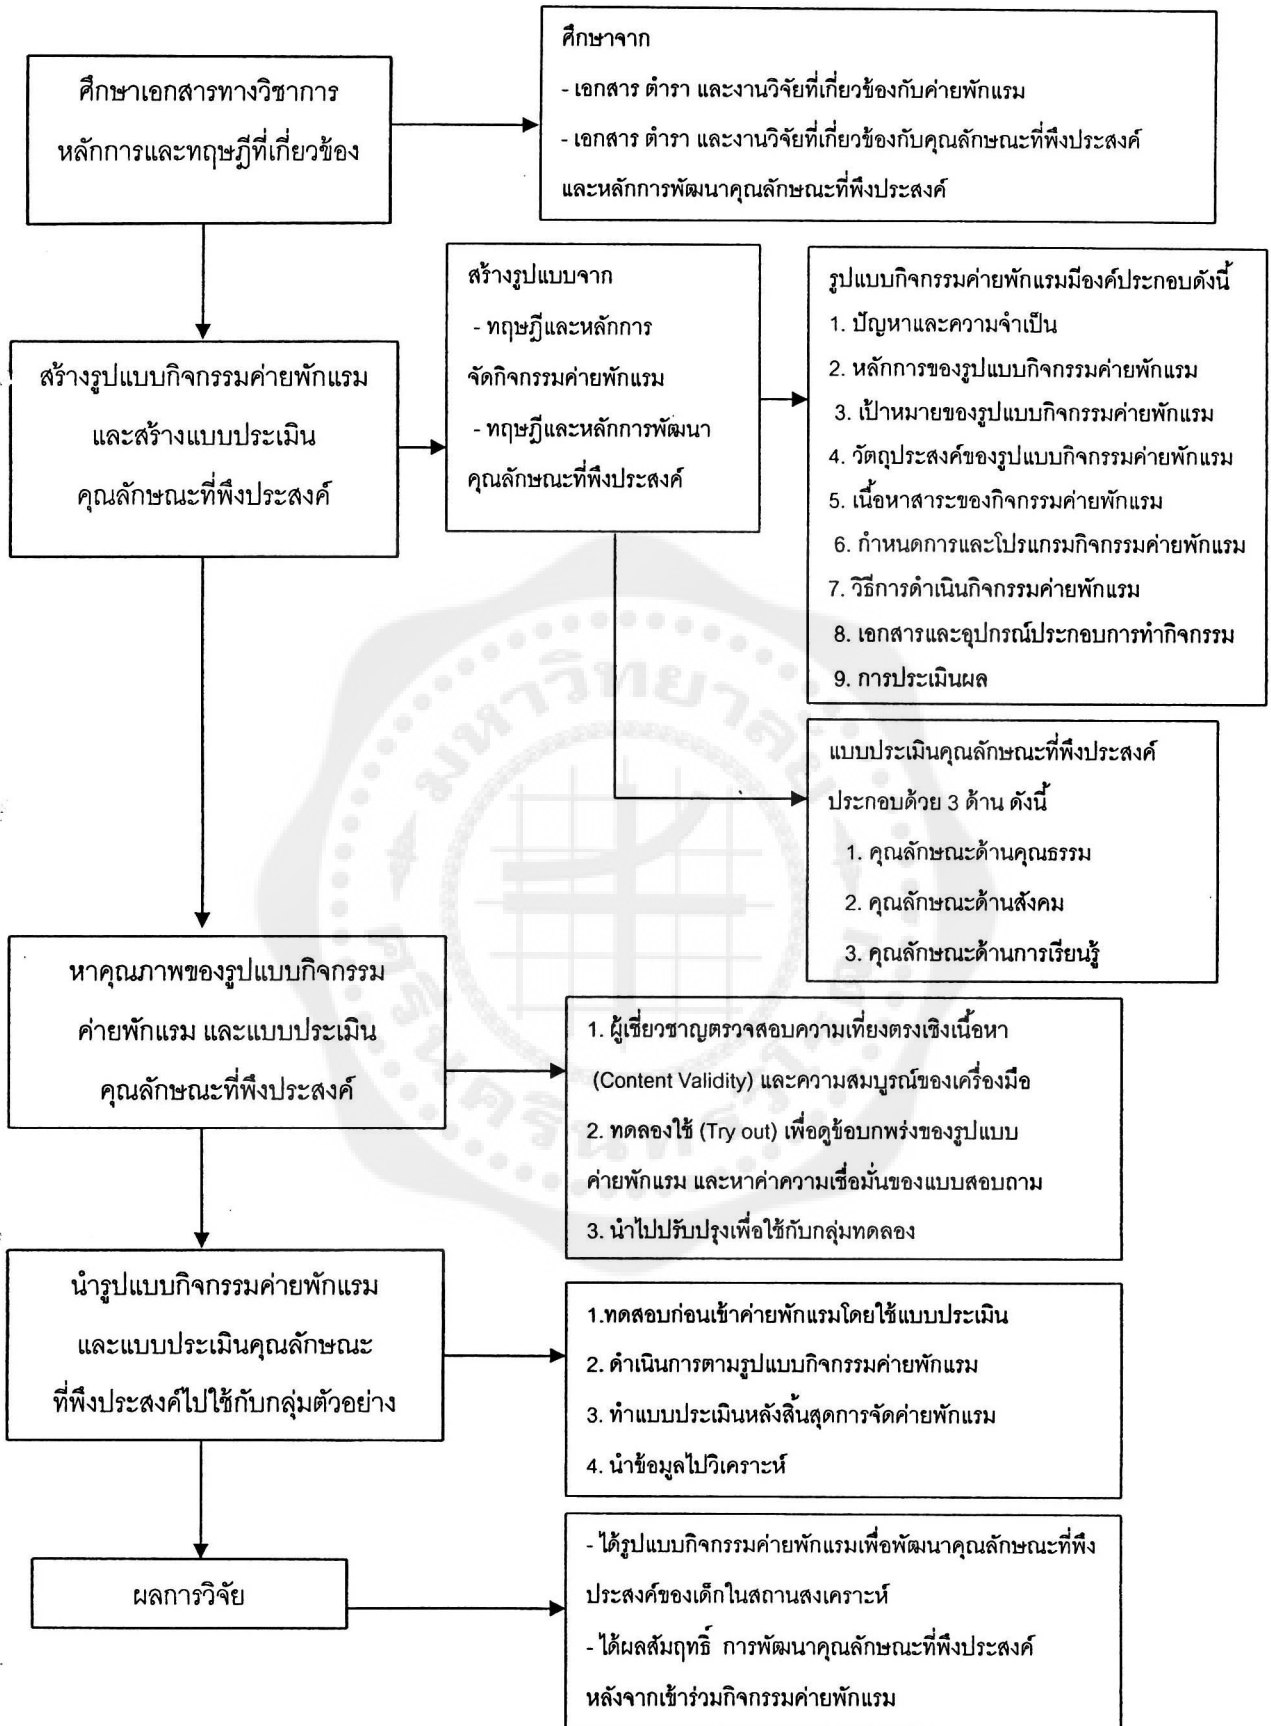 ศึกษาเอกสารทางวิชาการ
หลักการและทฤษฎีที่เกี่ยวข้อง
ศึกษาจาก
- เอกสาร ตำรา และงานวิจัยที่เกี่ยวข้องกับค่ายพักแรม
- เอกสาร ตำรา และงานวิจัยที่เกี่ยวข้องกับคุณลักษณะที่พึงประสงค์
และหลักการพัฒนาคุณลักษณะที่พึงประสงค์
สร้างรูปแบบกิจกรรมค่ายพักแรม
และสร้างแบบประเมิน
คุณลักษณะที่พึงประสงค์
สร้างรูปแบบจาก
- ทฤษฎีและหลักการ
จัดกิจกรรมค่ายพักแรม
- ทฤษฎีและหลักการพัฒนา
คุณลักษณะที่พึงประสงค์
รูปแบบกิจกรรมค่ายพักแรมมีองค์ประกอบดังนี้
1. ปัญหาและความจำเป็น
2. หลักการของรูปแบบกิจกรรมค่ายพักแรม
3. เป้าหมายของรูปแบบกิจกรรมค่ายพักแรม
4. วัตถุประสงค์ของรูปแบบกิจกรรมค่ายพักแรม
5. เนื้อหาสาระของกิจกรรมค่ายพักแรม
6. กำหนดการและโปรแกรมกิจกรรมค่ายพักแรม
7. วิธีการดำเนินกิจกรรมค่ายพักแรม
8. เอกสารและอุปกรณ์ประกอบการทำกิจกรรม
9. การประเมินผล
แบบประเมินคุณลักษณะที่พึงประสงค์
ประกอบด้วย 3 ด้าน ดังนี้
1. คุณลักษณะด้านคุณธรรม
2. คุณลักษณะด้านสังคม
3. คุณลักษณะด้านการเรียนรู้
หาคุณภาพของรูปแบบกิจกรรม
ค่ายพักแรม และแบบประเมิน
คุณลักษณะที่พึงประสงค์
1. ผู้เชี่ยวชาญตรวจสอบความเที่ยงตรงเชิงเนื้อหา
(Content Validity) และความสมบูรณ์ของเครื่องมือ
2. ทดลองใช้ (Try out) เพื่อดูข้อบกพร่องของรูปแบบ
ค่ายพักแรม และหาค่าความเชื่อมั่นของแบบสอบถาม
3. นำไปปรับปรุงเพื่อใช้กับกลุ่มทดลอง
นำรูปแบบกิจกรรมค่ายพักแรม
และแบบประเมินคุณลักษณะ
ที่พึงประสงค์ไปใช้กับกลุ่มตัวอย่าง
1.ทดสอบก่อนเข้าค่ายพักแรมโดยใช้แบบประเมิน
2. ดำเนินการตามรูปแบบกิจกรรมค่ายพักแรม
3. ทำแบบประเมินหลังสิ้นสุดการจัดค่ายพักแรม
4. นำข้อมูลไปวิเคราะห์
ผลการวิจัย
- ได้รูปแบบกิจกรรมค่ายพักแรมเพื่อพัฒนาคุณลักษณะที่พึง
ประสงค์ของเด็กในสถานสงเคราะห์
- ได้ผลสัมฤทธิ์ การพัฒนาคุณลักษณะที่พึงประสงค์
หลังจากเข้าร่วมกิจกรรมค่ายพักแรม
มหาวิทยาลัย
ศรีนครินทรวิโรฒ